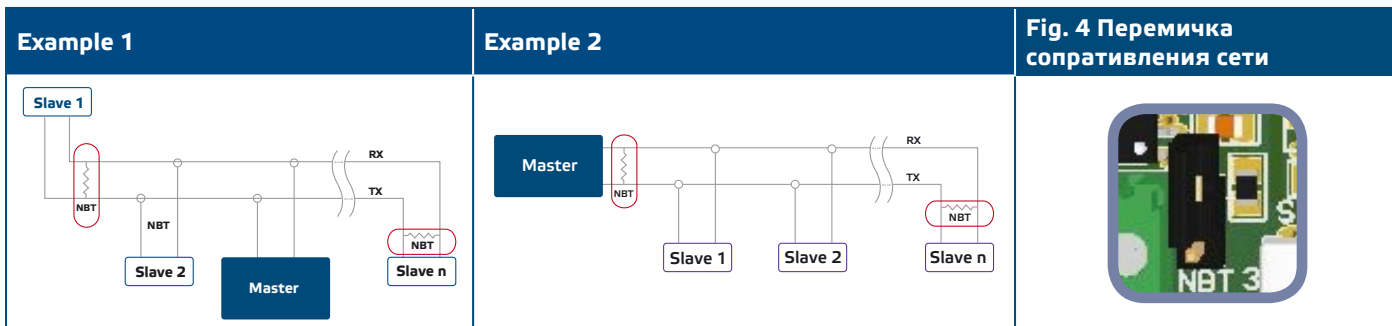 Example 1
Example 2
Fig. 4 Перемичка
сопративления сети
Slave 1
RX
TX
NBT
NBT
NBT
Slave 2
Master
Slave n
Master
RX
TX
NBT
NBT
Slave 1
Slave 2
Slave n
NBT 3